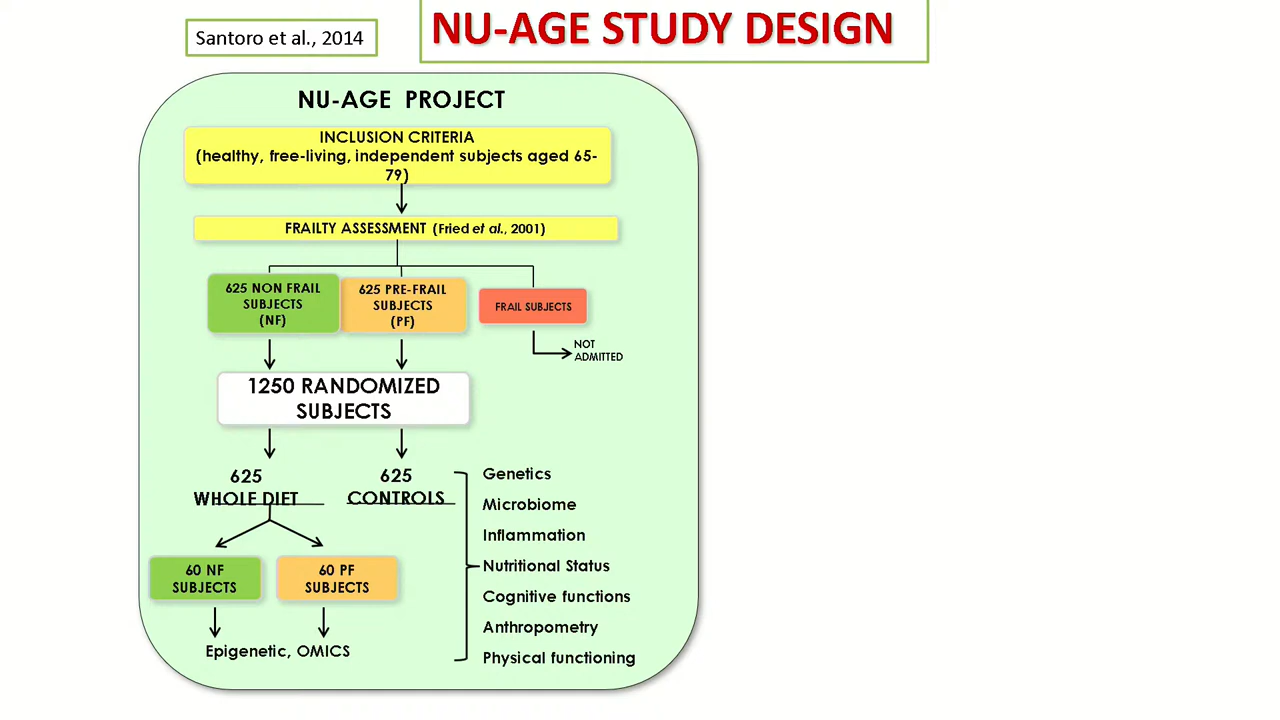 Santoro et al., 2014
NU-AGE STUDY DESIGN
NU-AGE PROJECT
INCLUSION CRITERIA
(healthy, free-living, independent subjects aged 65-
79)
FRAILTY ASSESSMENT (Fried et al., 2001)
625 NON FRAIL
SUBJECTS
(NF)
625 PRE-FRAIL
SUBJECTS
(PF)
FRAIL SUBJECTS
NOT
ADMITTED
1250 RANDOMIZED
SUBJECTS
625
WHOLE DIET
625
CONTROLS
60 NF
SUBJECTS
60 PF
SUBJECTS
Epigenetic, OMICS
Genetics
Microbiome
Inflammation
Nutritional Status
Cognitive functions
Anthropometry
Physical functioning